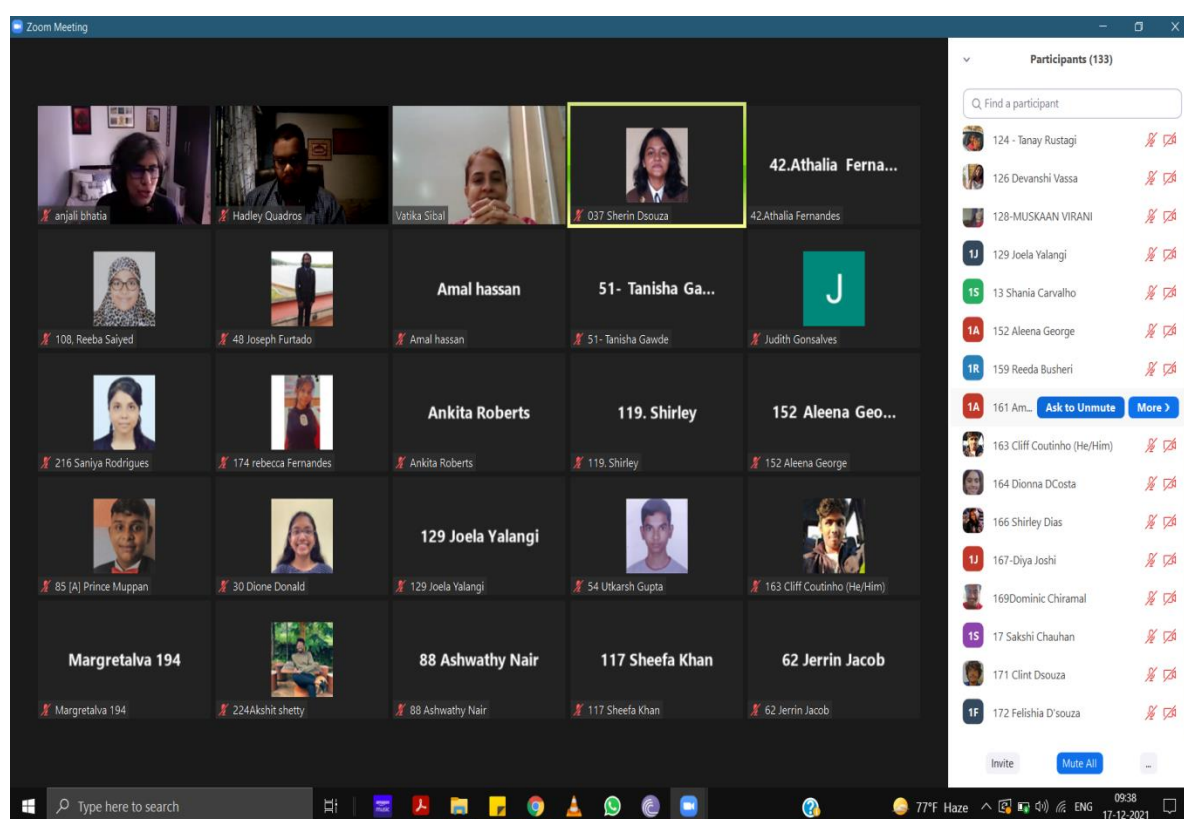 Zoom Meeting
Participants (133)
Find a participant
anjali bhatia
Hadley Quadros
Vatika Sibal
037 Sherin Dsouza
42.Athalia Ferna...
42.Athalia Fernandes
108, Reeba Saiyed
48 Joseph Furtado
Amal hassan
Amal hassan
51- Tanisha Ga...
51- Tanisha Gawde
J
Judith Gonsalves
216 Saniya Rodrigues
174 rebecca Fernandes
Ankita Roberts
Ankita Roberts
119. Shirley
119. Shirley
152 Aleena Geo...
152 Aleena George
85 [A] Prince Muppan
30 Dione Donald
129 Joela Yalangi
129 Joela Yalangi
54 Utkarsh Gupta
163 Cliff Coutinho (He/Him)
Margretalva 194
Margretalva 194
224Akshit shetty
88 Ashwathy Nair
88 Ashwathy Nair
117 Sheefa Khan
117 Sheefa Khan
62 Jerrin Jacob
62 Jerrin Jacob
124 - Tanay Rustagi
126 Devanshi Vassa
128-MUSKAAN VIRANI
1J 129 Joela Yalangi
1S 13 Shania Carvalho
1A 152 Aleena George
1R 159 Reeda Busheri
1A 161 Am... Ask to Unmute More >
163 Cliff Coutinho (He/Him)
164 Dionna DCosta
166 Shirley Dias
1J 167-Diya Joshi
169Dominic Chiramal
1S 17 Sakshi Chauhan
171 Clint Dsouza
1F 172 Felishia D'souza
Invite Mute All ...
Type here to search
music
77°F Haze
ENG
09:38
17-12-2021